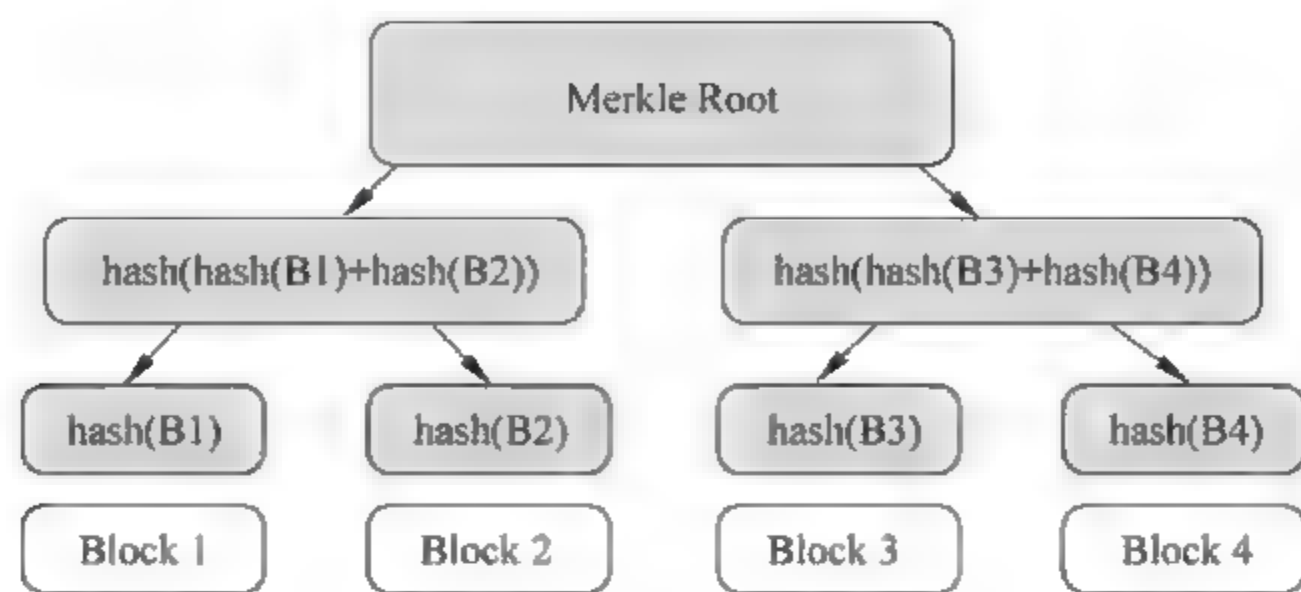 Merkle Root
hash(hash(B1)+hash(B2))
hash(hash(B3)+hash(B4))
hash(B1)
hash(B2)
hash(B3)
hash(B4)
Block 1
Block 2
Block 3
Block 4